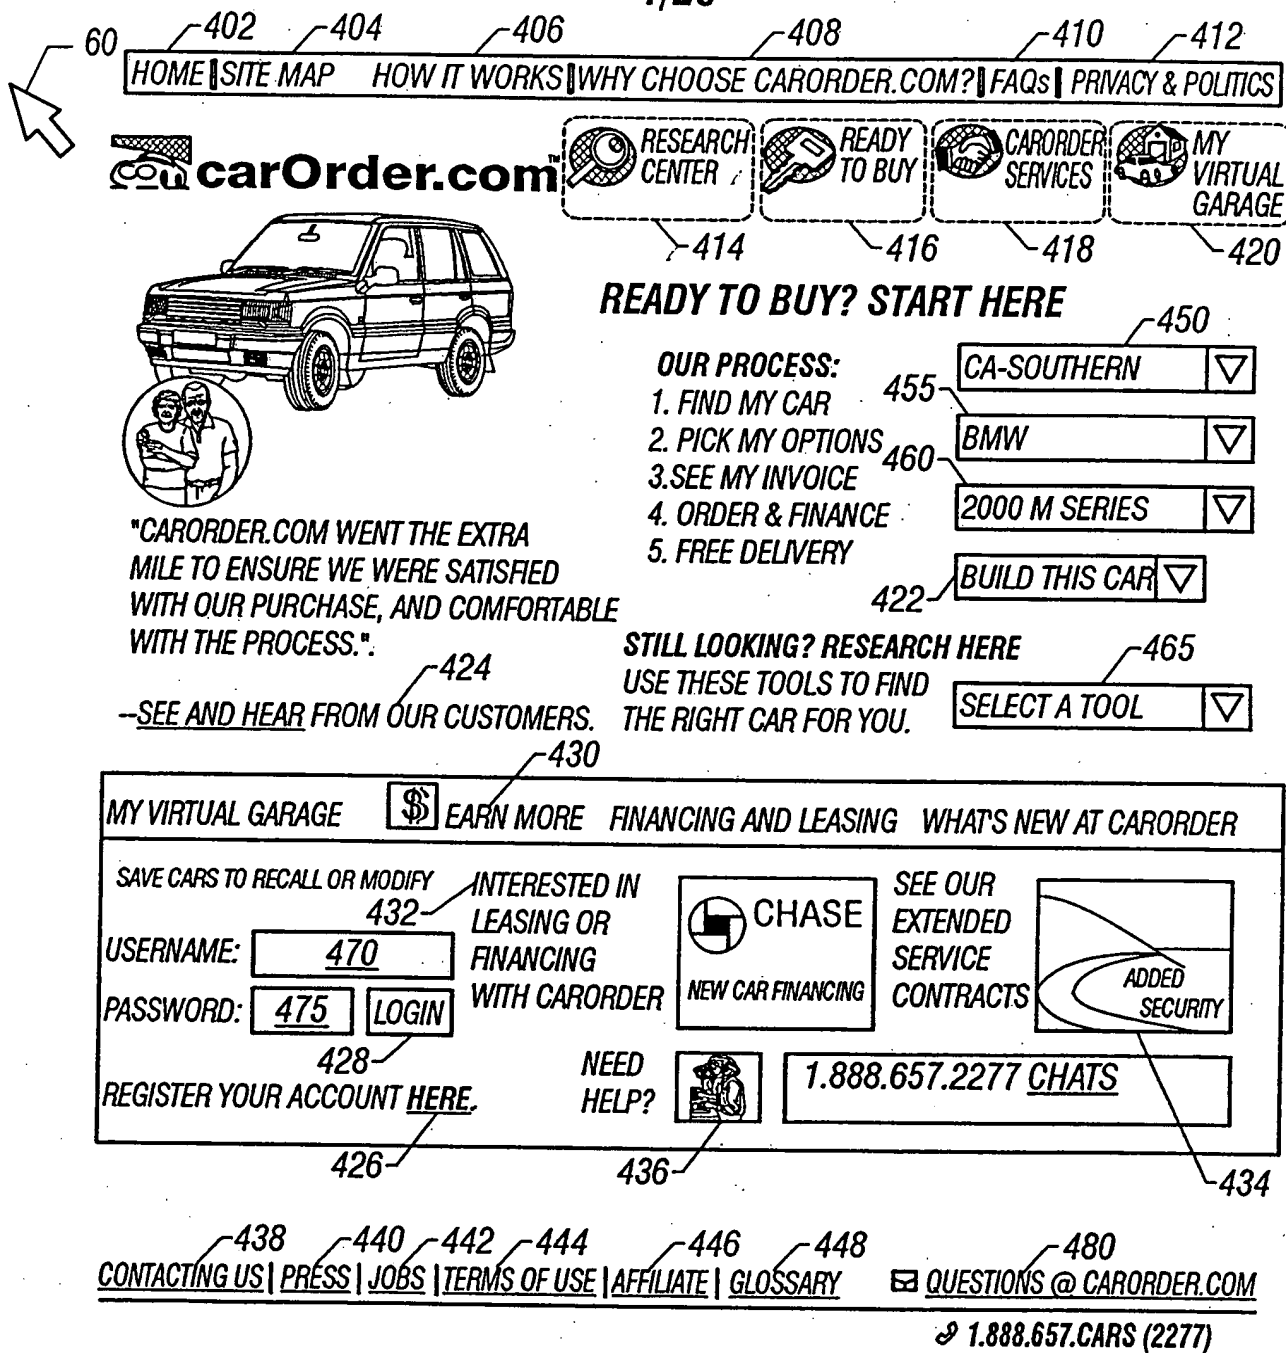 402 404 406 408 410 412
60
HOME SITE MAP HOW IT WORKS WHY CHOOSE CARORDER.COM? FAQs PRIVACY & POLITICS
carOrder.com™
RESEARCH CENTER
READY TO BUY
CARORDER SERVICES
MY VIRTUAL GARAGE
414 416 418 420
READY TO BUY? START HERE
450
OUR PROCESS:
CA-SOUTHERN
1. FIND MY CAR
455
2. PICK MY OPTIONS
BMW
460
3.SEE MY INVOICE
4. ORDER & FINANCE
2000 M SERIES
5. FREE DELIVERY
422
BUILD THIS CAR
"CARORDER.COM WENT THE EXTRA
MILE TO ENSURE WE WERE SATISFIED
WITH OUR PURCHASE, AND COMFORTABLE
WITH THE PROCESS.".
424
--SEE AND HEAR FROM OUR CUSTOMERS.
STILL LOOKING? RESEARCH HERE
465
USE THESE TOOLS TO FIND
THE RIGHT CAR FOR YOU.
SELECT A TOOL
430
MY VIRTUAL GARAGE $ EARN MORE FINANCING AND LEASING WHAT'S NEW AT CARORDER
SAVE CARS TO RECALL OR MODIFY
432
USERNAME: 470
PASSWORD: 475 LOGIN
428
REGISTER YOUR ACCOUNT HERE.
426
INTERESTED IN
LEASING OR
FINANCING
WITH CARORDER
CHASE
NEW CAR FINANCING
SEE OUR
EXTENDED
SERVICE
CONTRACTS
ADDED
SECURITY
NEED
HELP?
1.888.657.2277 CHATS
436
434
438 440 442 444 446 448 480
CONTACTING US | PRESS | JOBS | TERMS OF USE | AFFILIATE | GLOSSARY QUESTIONS @ CARORDER.COM
1.888.657.CARS (2277)